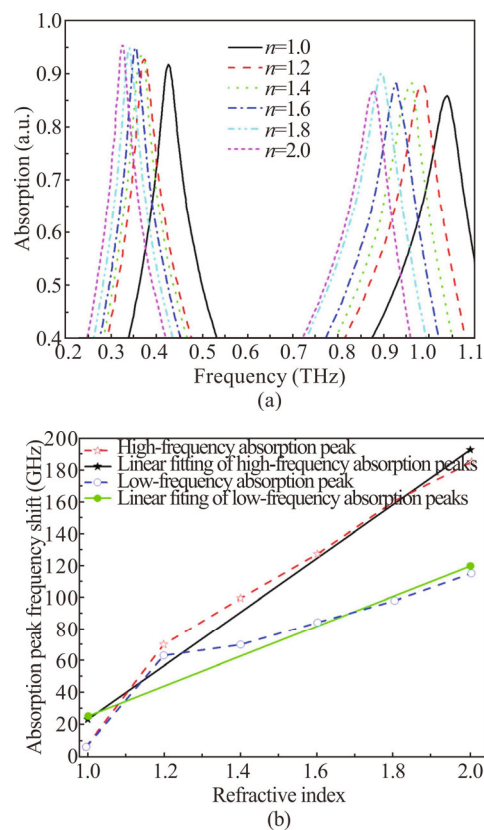 1.0
0.9
0.8
0.7
0.6
0.5
0.4
Absorption (a.u.)
n=1.0
n=1.2
n=1.4
n=1.6
n=1.8
n=2.0
0.2 0.3 0.4 0.5 0.6 0.7 0.8 0.9 1.0 1.1
Frequency (THz)
(a)
200
180
160
140
120
100
80
60
40
20
0
Absorption peak frequency shift (GHz)
High-frequency absorption peak
Linear fitting of high-frequency absorption peaks
Low-frequency absorption peak
Linear fiting of low-frequency absorption peaks
1.0 1.2 1.4 1.6 1.8 2.0
Refractive index
(b)